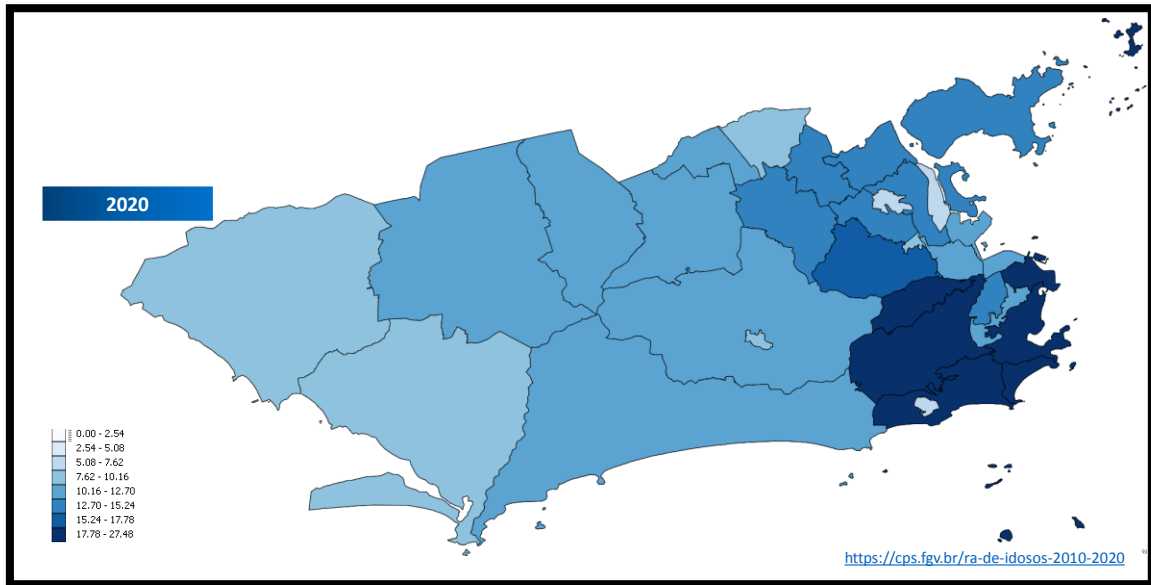 2020
0.00 - 2.54
2.54 - 5.08
5.08 - 7.62
7.62 - 10.16
10.16 - 12.70
12.70 - 15.24
15.24 - 17.78
17.78 - 27.48
https://cps.fgv.br/ra-de-idosos-2010-2020